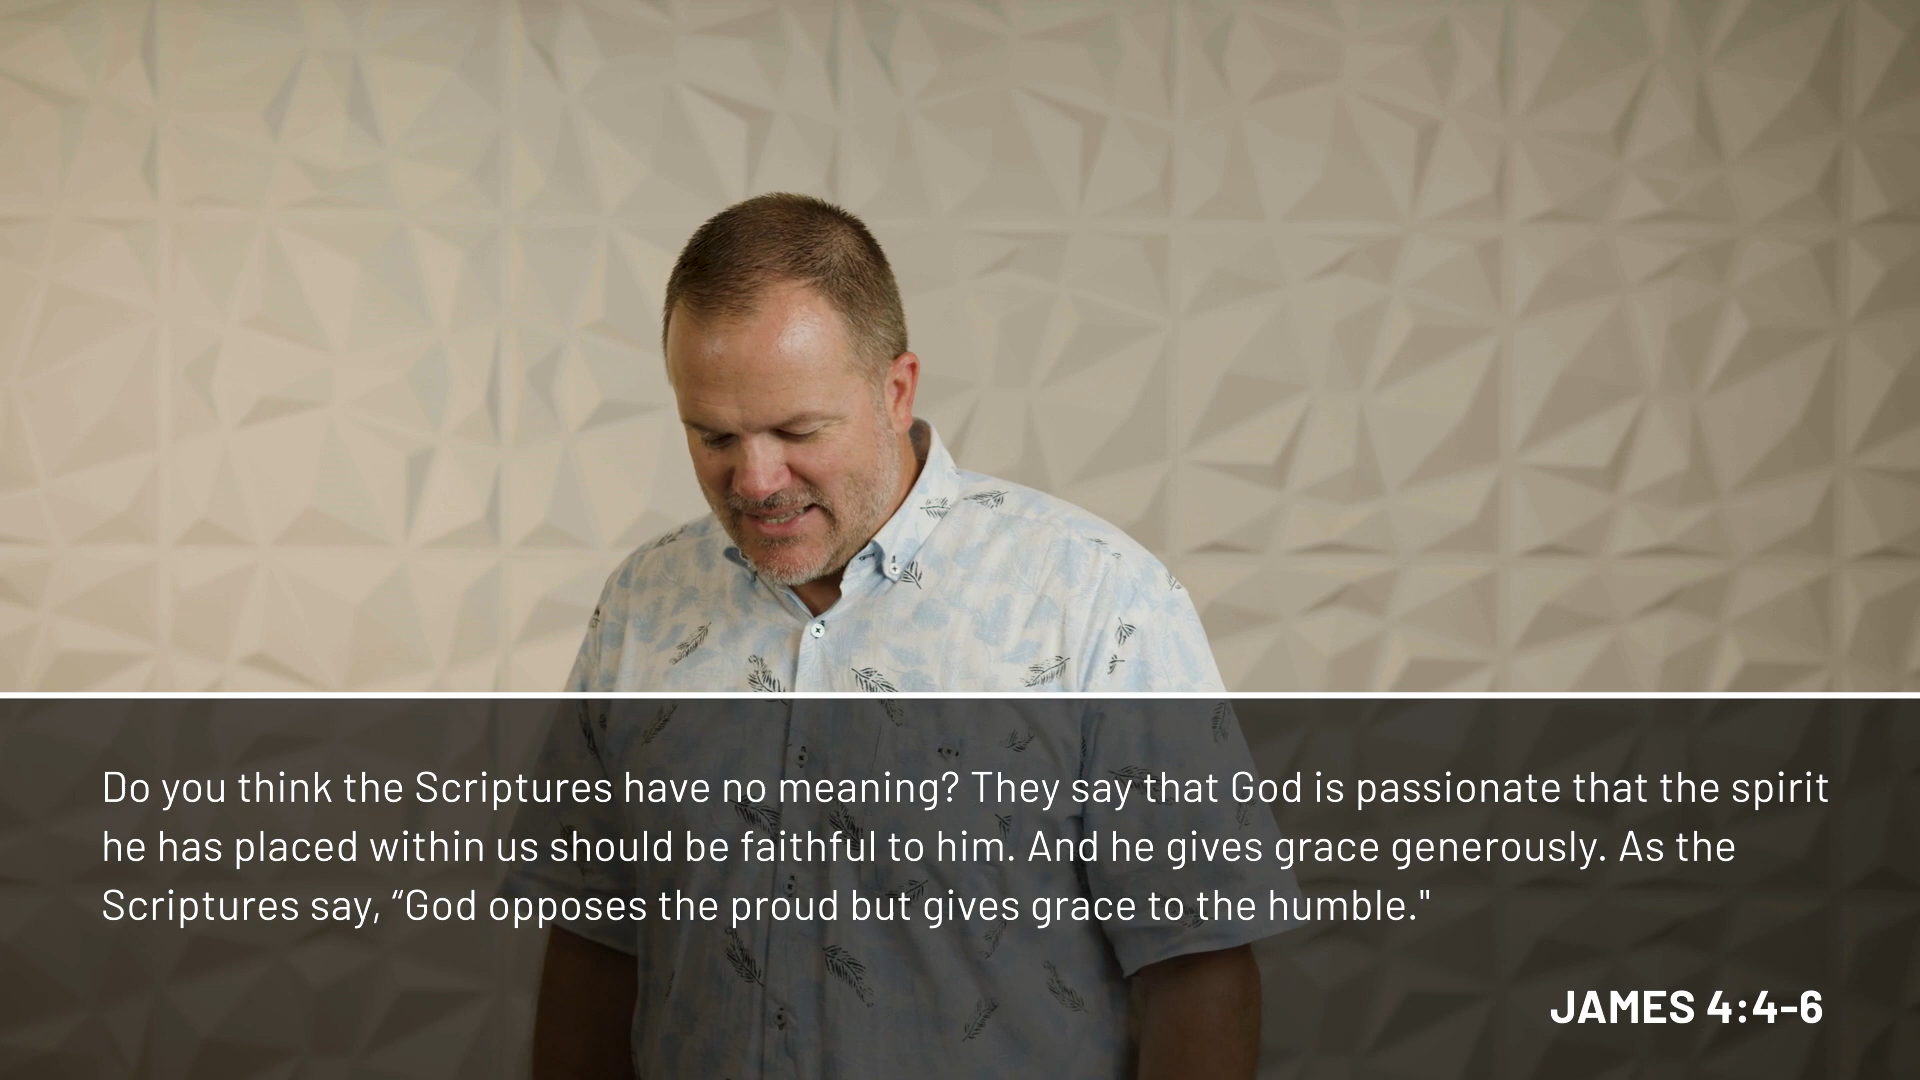 Do you think the Scriptures have no meaning? They say that God is passionate that the spirit
he has placed within us should be faithful to him. And he gives grace generously. As the
Scriptures say, “God opposes the proud but gives grace to the humble."
JAMES 4:4-6